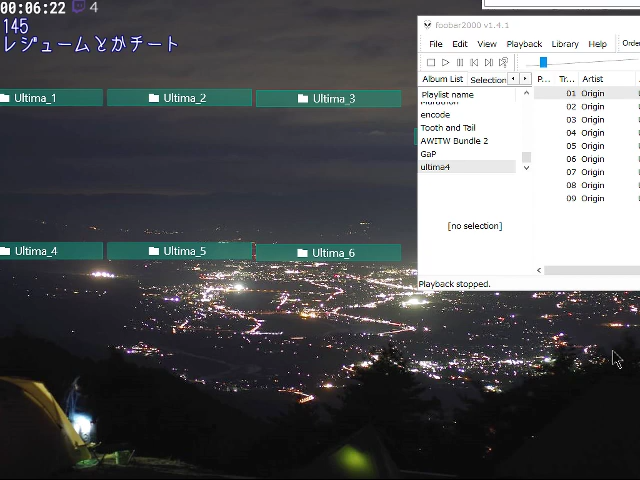 00:06:22 4
145
レジュームとかチート
Ultima_1 Ultima_2 Ultima_3
Ultima_4 Ultima_5 Ultima_6
foobar2000 v1.4.1
File Edit View Playback Library Help Order
Album List Selection
P... Tr... Artist
Playlist name
Marathon
encode
Tooth and Tail
AWITW Bundle 2
GaP
ultima4
01 Origin
02 Origin
03 Origin
04 Origin
05 Origin
06 Origin
07 Origin
08 Origin
09 Origin
[no selection]
Playback stopped.